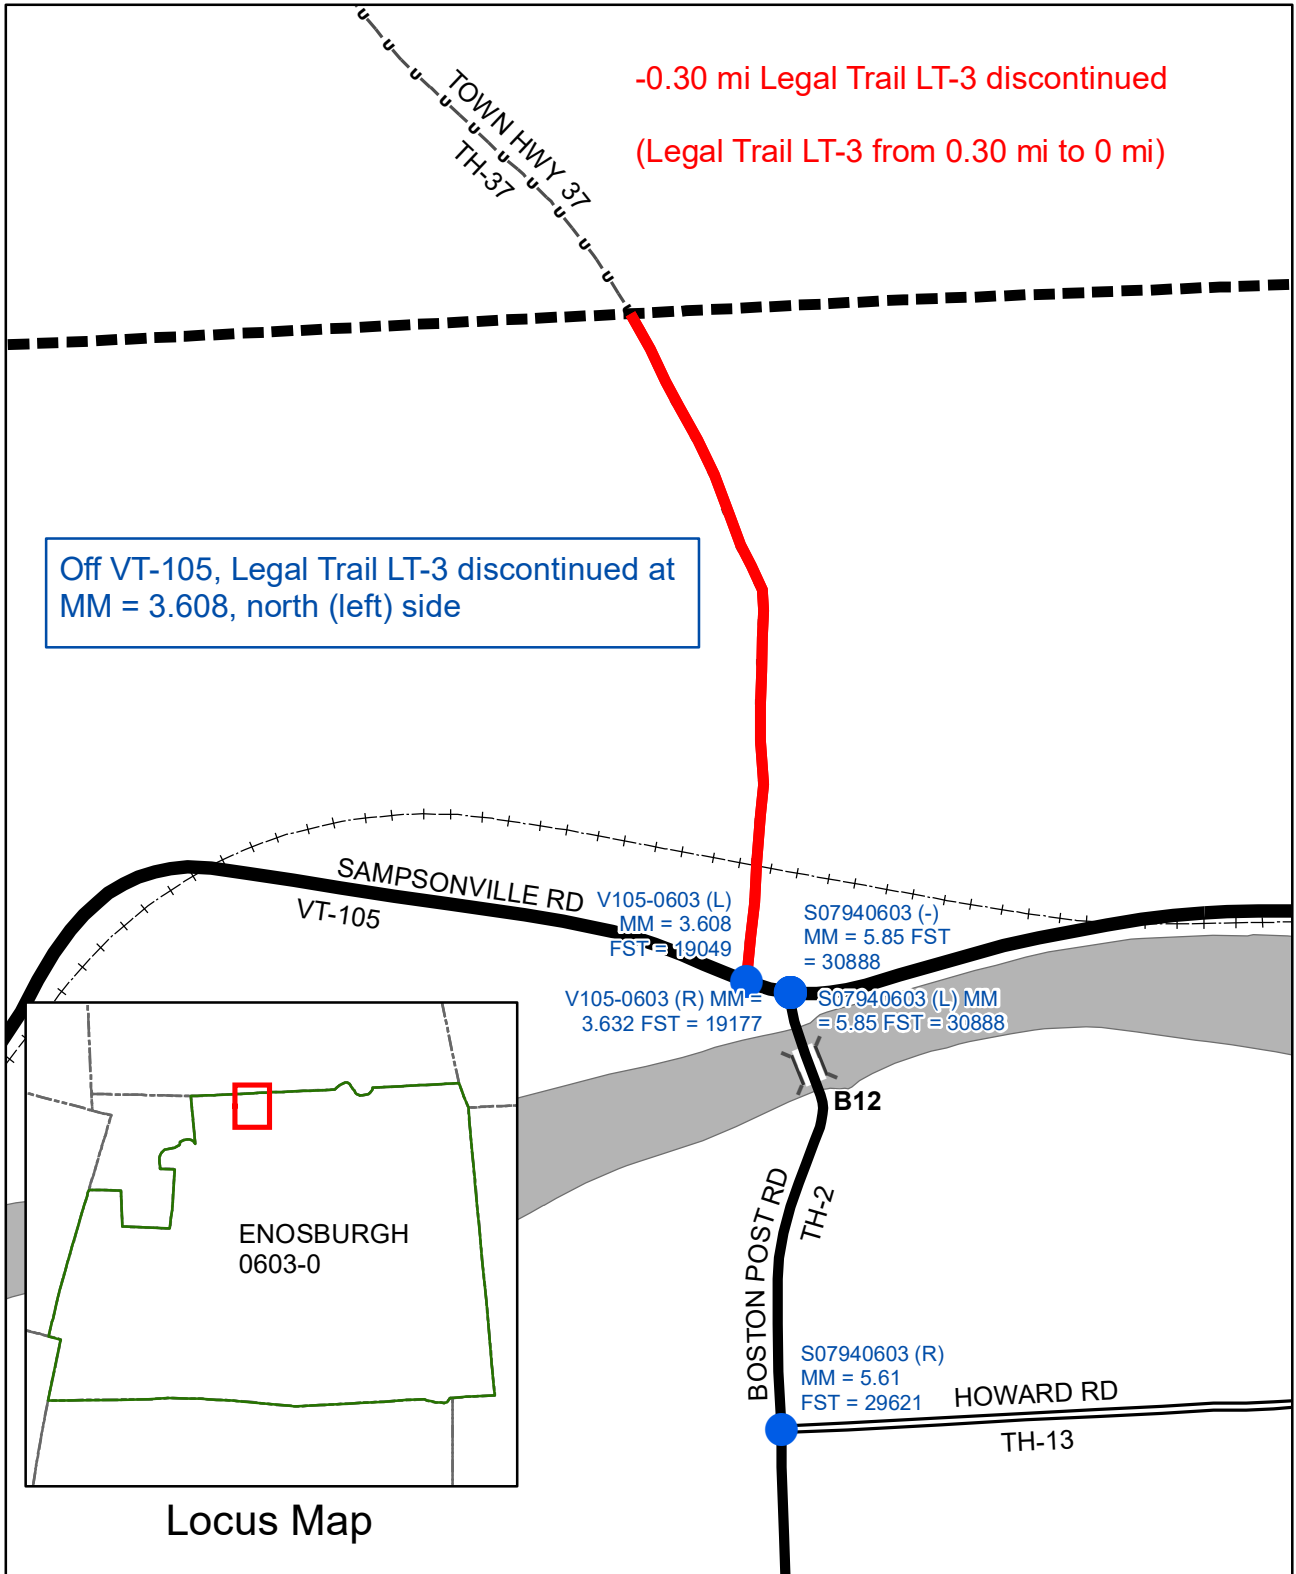 -0.30 mi Legal Trail LT-3 discontinued
(Legal Trail LT-3 from 0.30 mi to 0 mi)
TOWN HWY 37
TH-37
Off VT-105, Legal Trail LT-3 discontinued at
MM = 3.608, north (left) side
SAMPSONVILLE RD
VT-105
V105-0603 (L)
MM = 3.608
FST = 19049
S07940603 (-)
MM = 5.85 FST
= 30888
V105-0603 (R) MM =
3.632 FST = 19177
S07940603 (L) MM
= 5.85 FST = 30888
B12
BOSTON POST RD
TH-2
ENOSBURGH
0603-0
S07940603 (R)
MM = 5.61
FST = 29621
HOWARD RD
TH-13
Locus Map